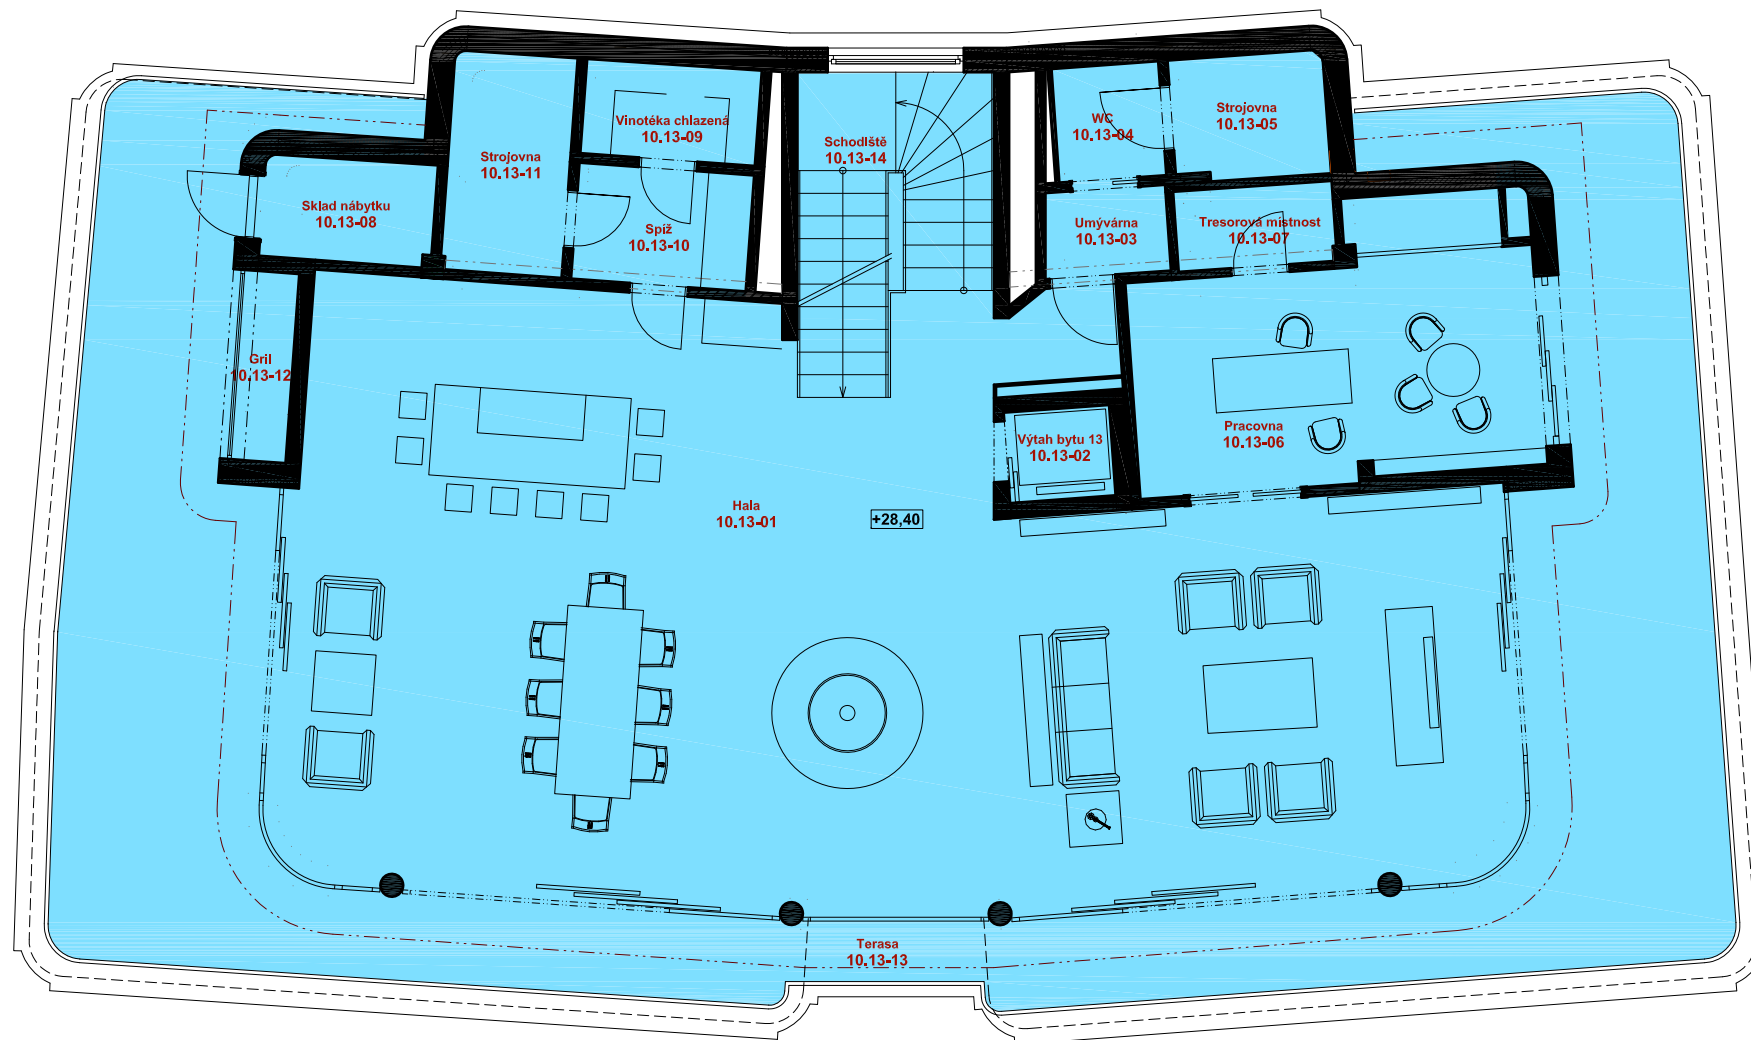 Vinotéka chlazená
10.13-09
WC
10.13-04
Strojovna
10.13-05
Schodiště
10.13-14
Strojovna
10.13-11
Sklad nábytku
10.13-08
Spíž
10.13-10
Umývárna
10.13-03
Tresorová místnost
10.13-07
Gril
10.13-12
Výtah bytu 13
10.13-02
Pracovna
10.13-06
Hala
10.13-01
+28,40
Terasa
10.13-13